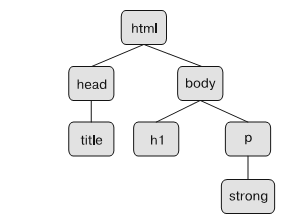 html
head
body
title
h1
p
strong